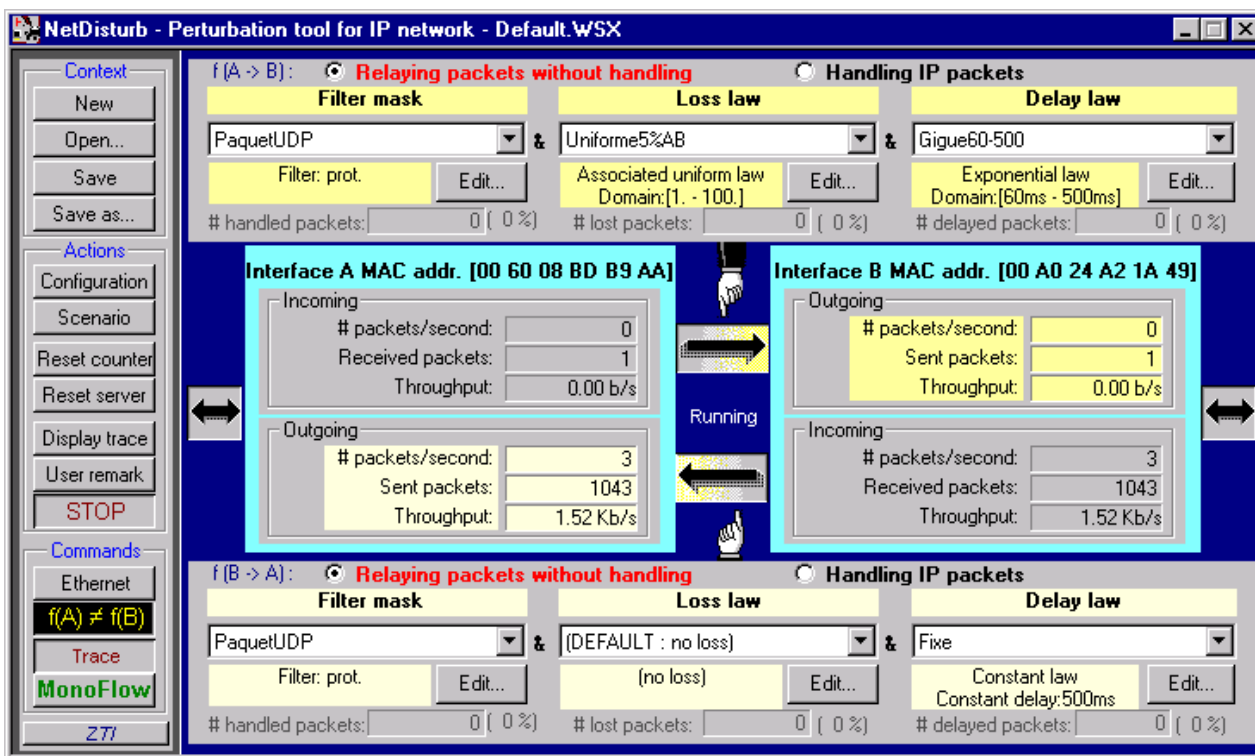 NetDisturb - Perturbation tool for IP network - Default.WSX
Context
New
Open...
Save
Save as...
Actions
Configuration
Scenario
Reset counter
Reset server
Display trace
User remark
STOP
Commands
Ethernet
f(A) ≠ f(B)
Trace
MonoFlow
ZTI
f (A -> B) : Relaying packets without handling Handling IP packets
Filter mask Loss law Delay law
PaquetUDP & Uniforme5%AB & Gigue60-500
Filter: prot. Edit... Associated uniform law Edit... Exponential law Edit...
Domain:[1. - 100.] Domain:[60ms - 500ms]
# handled packets: 0 ( 0 %) # lost packets: 0 ( 0 %) # delayed packets: 0 ( 0 %)
Interface A MAC addr. [00 60 08 BD B9 AA]
Incoming
# packets/second: 0
Received packets: 1
Throughput: 0.00 b/s
Outgoing
# packets/second: 3
Sent packets: 1043
Throughput: 1.52 Kb/s
Running
Interface B MAC addr. [00 A0 24 A2 1A 49]
Outgoing
# packets/second: 0
Sent packets: 1
Throughput: 0.00 b/s
Incoming
# packets/second: 3
Received packets: 1043
Throughput: 1.52 Kb/s
f (B -> A) : Relaying packets without handling Handling IP packets
Filter mask Loss law Delay law
PaquetUDP & (DEFAULT : no loss) & Fixe
Filter: prot. Edit... (no loss) Edit... Constant law Edit...
Constant delay:500ms
# handled packets: 0 ( 0 %) # lost packets: 0 ( 0 %) # delayed packets: 0 ( 0 %)